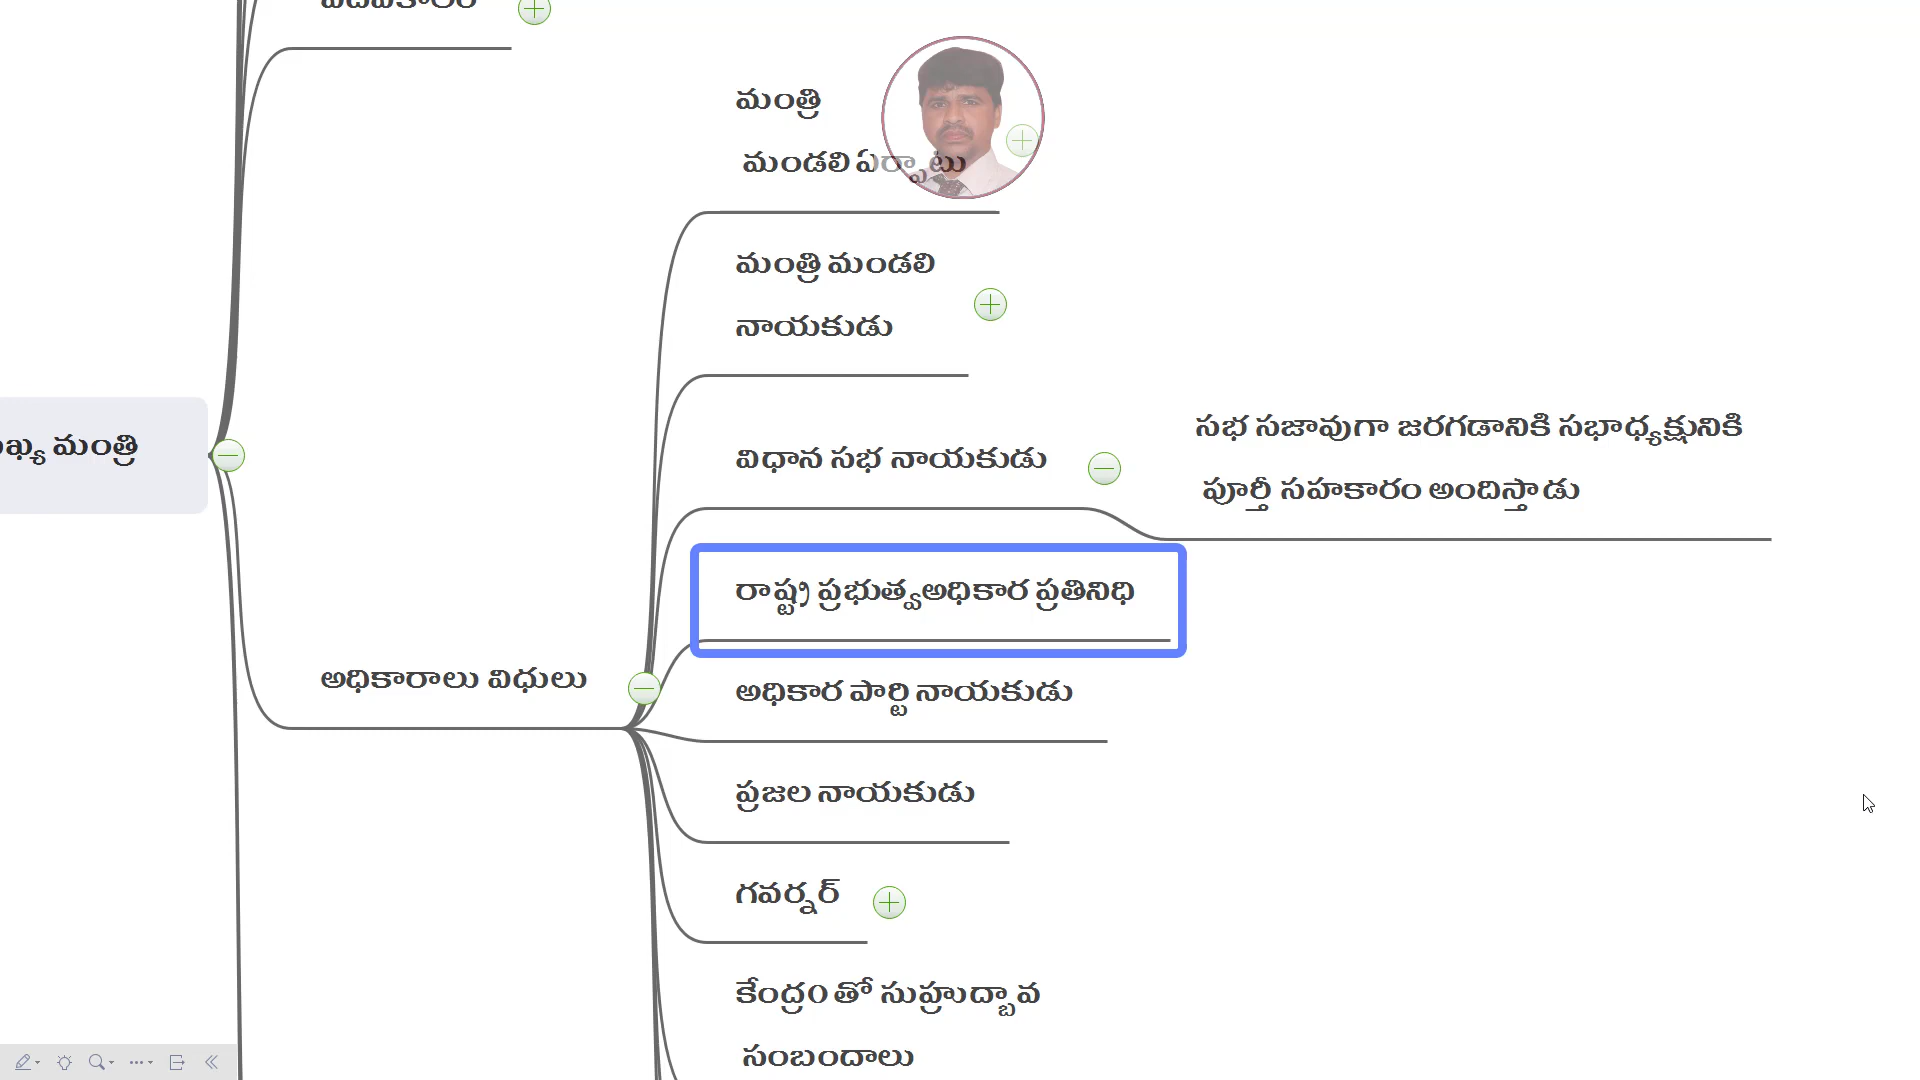 మంత్రి
మండలి ఏర్పాటు
మంత్రి మండలి
నాయకుడు
సభ సజావుగా జరగడానికి సభాధ్యక్షునికి
పూర్తీ సహకారం అందిస్తాడు
మంత్రి
విధాన సభ నాయకుడు
రాష్ట్ర ప్రభుత్వఅధికార ప్రతినిధి
అధికారాలు విధులు
అధికార పార్టి నాయకుడు
ప్రజల నాయకుడు
గవర్నర్
కేంద్రం తో సుహ్రుద్బావ
సంబందాలు